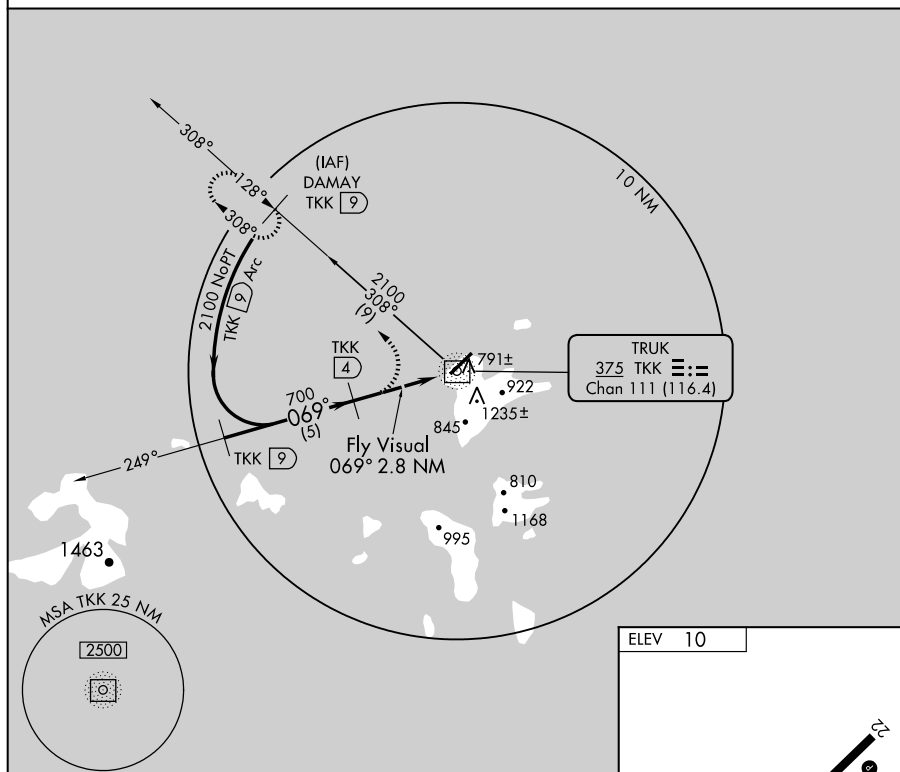 308°
(IAF)
DAMAY
TKK 9
128°
308°
10 NM
2100 NoPT
TKK 9 Arc
2100
308°
(9)
TKK
4
791±
TRUK
375 TKK
Chan 111 (116.4)
922
1235±
845
700
069°
(5)
Fly Visual
069° 2.8 NM
TKK 9
249°
810
1168
995
1463
MSA TKK 25 NM
2500
ELEV 10
22
P